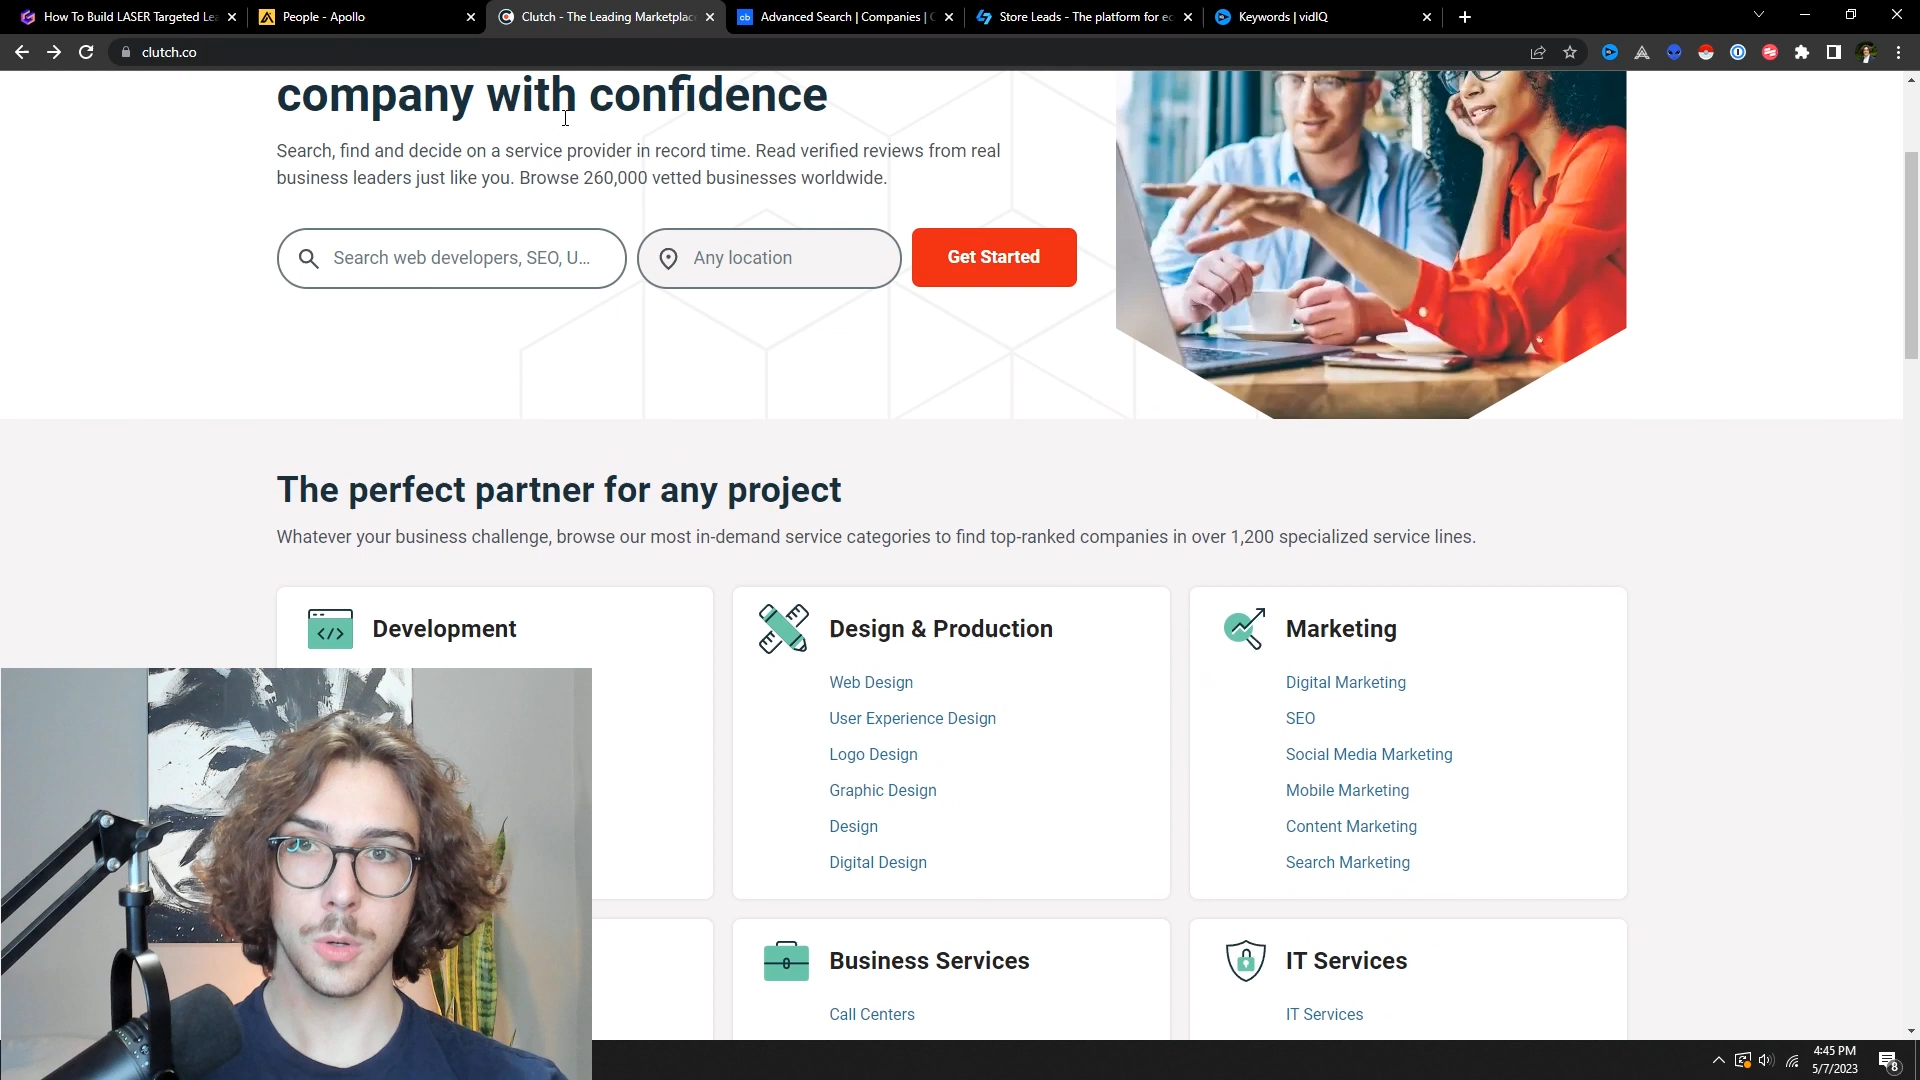 How To Build LASER Targeted Le
People - Apollo
Clutch - The Leading Marketplac
cb Advanced Search | Companies | C
Store Leads - The platform for ec
Keywords | vidIQ
clutch.co
company with confidence
Search, find and decide on a service provider in record time. Read verified reviews from real
business leaders just like you. Browse 260,000 vetted businesses worldwide.
Search web developers, SEO, U...
Any location
Get Started
The perfect partner for any project
Whatever your business challenge, browse our most in-demand service categories to find top-ranked companies in over 1,200 specialized service lines.
Development
Design & Production
Web Design
User Experience Design
Logo Design
Graphic Design
Design
Digital Design
Marketing
Digital Marketing
SEO
Social Media Marketing
Mobile Marketing
Content Marketing
Search Marketing
Business Services
Call Centers
IT Services
IT Services
4:45 PM
5/7/2023
8